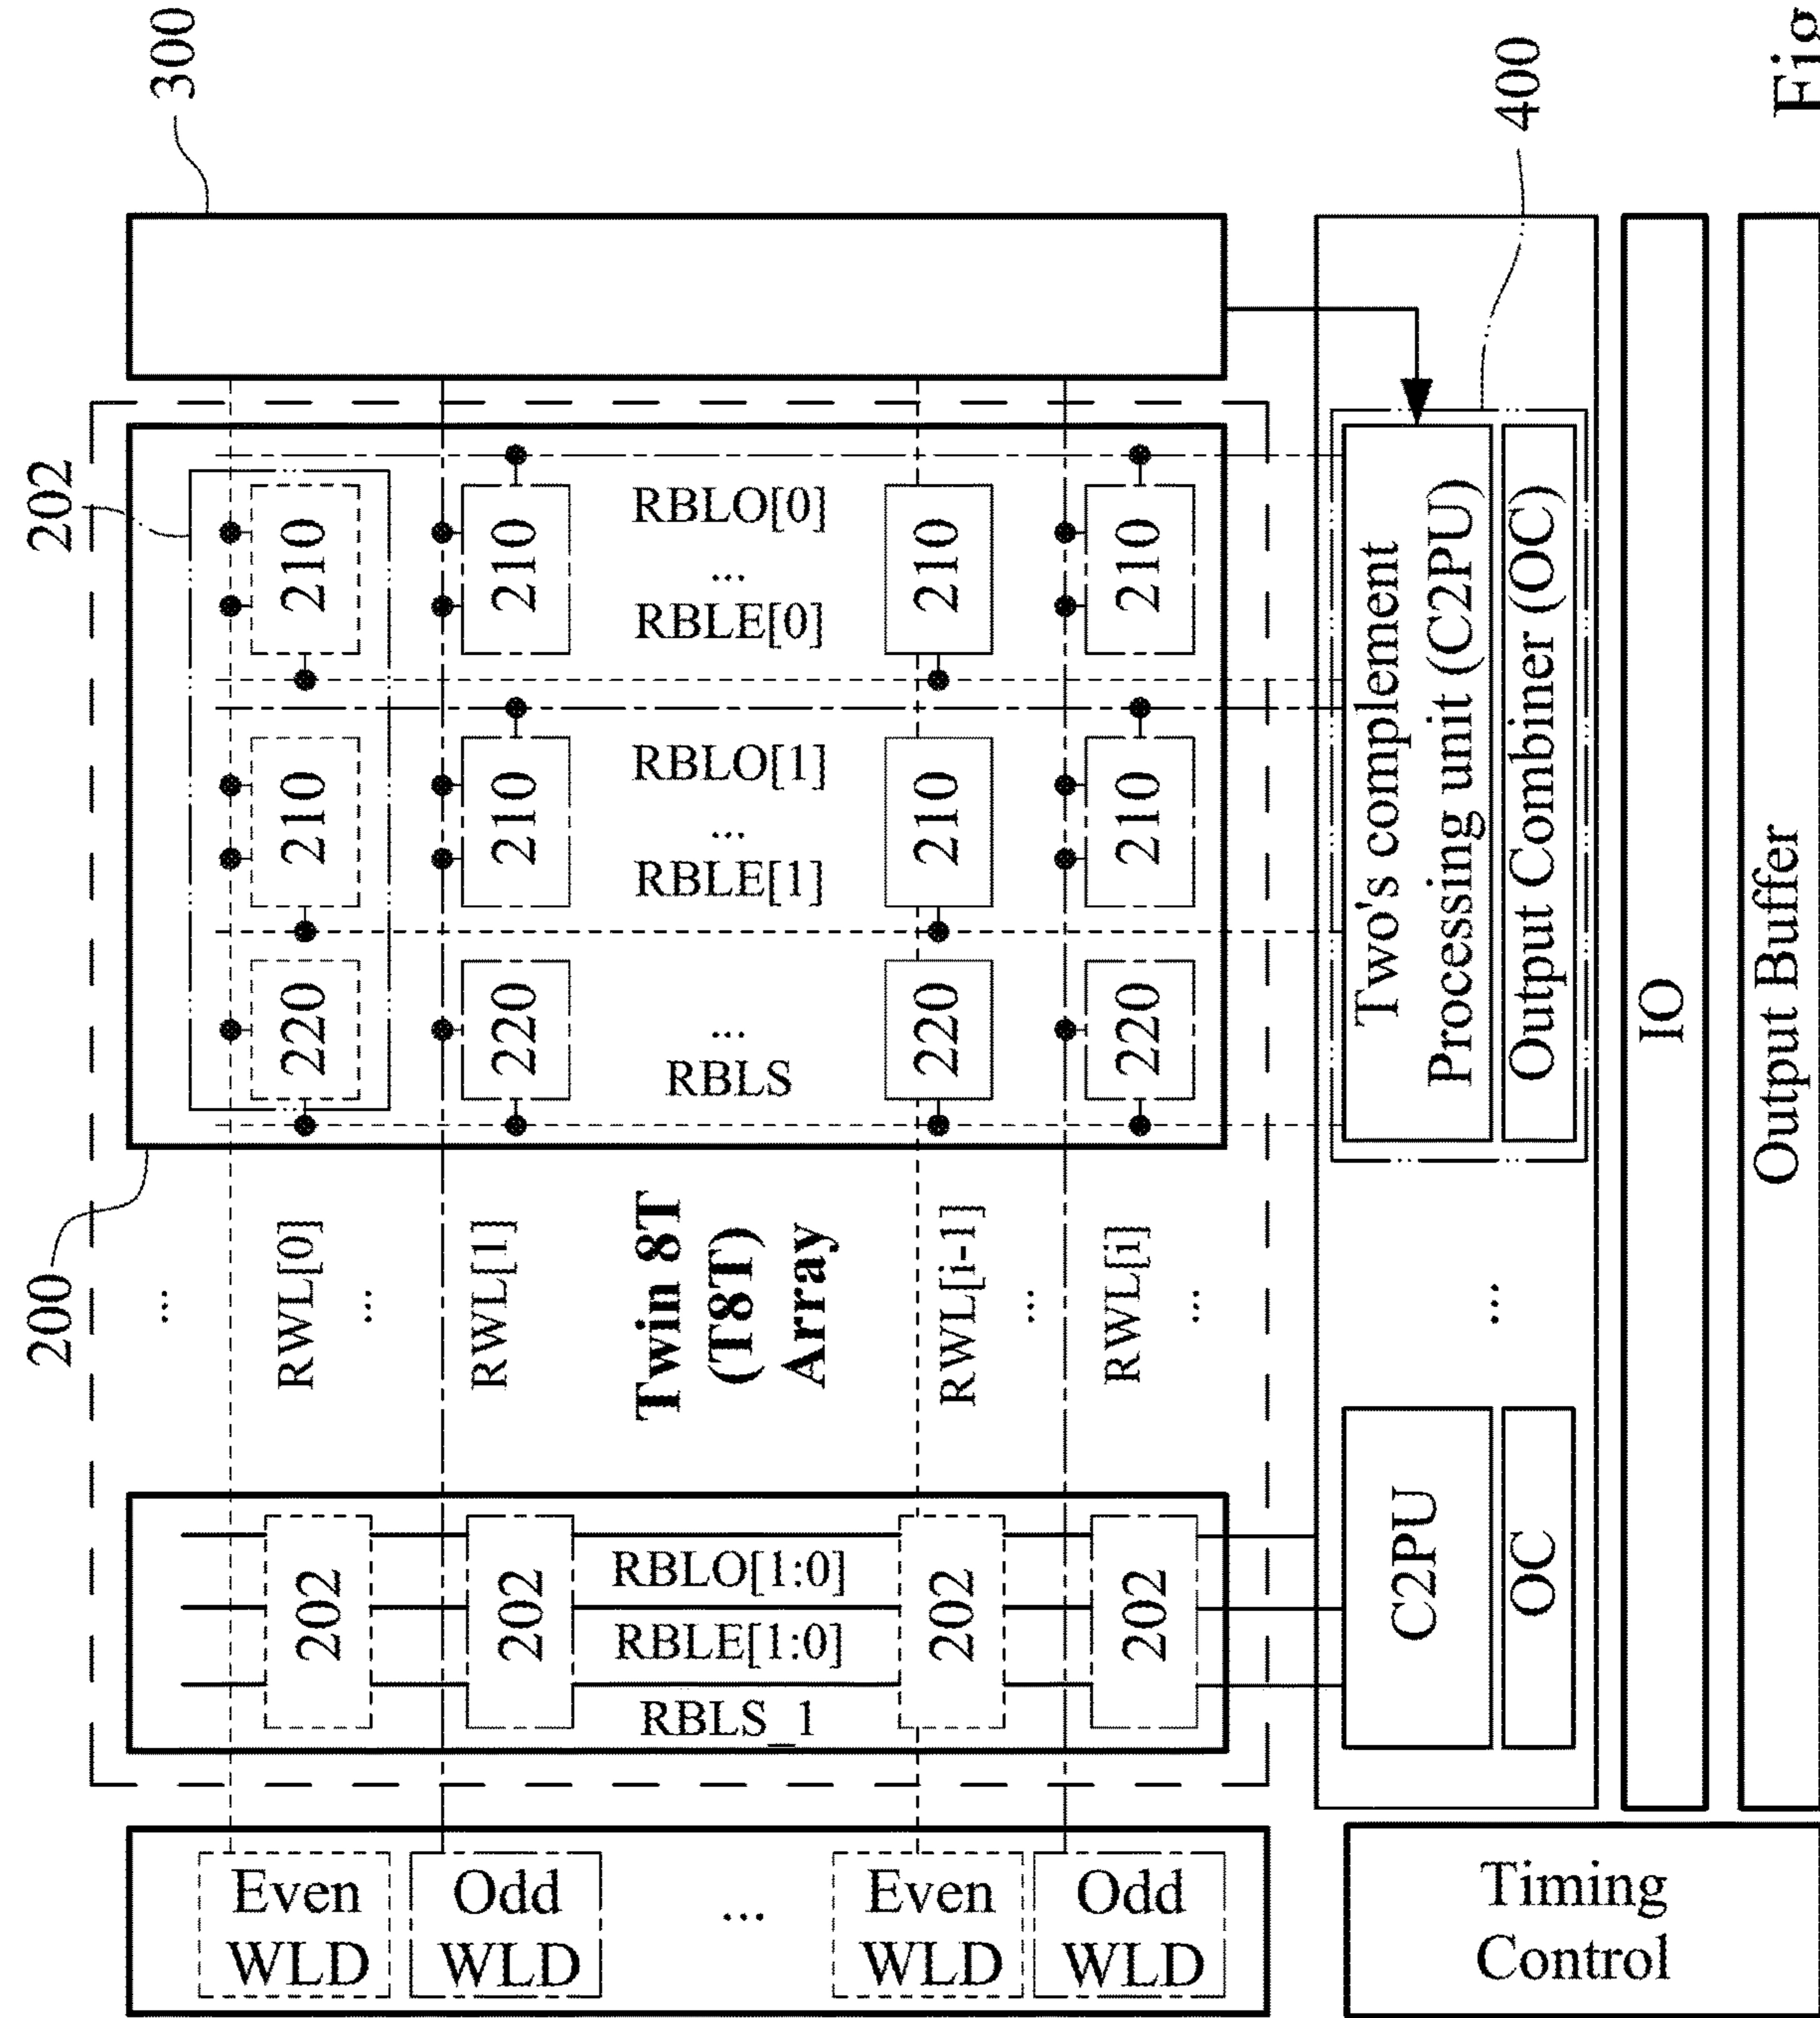 Even
WLD
Odd
WLD
...
Even
WLD
Odd
WLD
Timing
Control
202
202
RBLO[1:0]
RBLE[1:0]
RBLS_1
202
202
C2PU
OC
200
...
RWL[0]
...
RWL[1]
Twin 8T
(T8T)
Array
RWL[i-1]
...
RWL[i]
...
...
202
220
210
210
220
210
210
RBLS
...
RBLE[1]
...
RBLO[1]
RBLE[0]
...
RBLO[0]
220
210
210
220
210
210
Two's complement
Processing unit (C2PU)
Output Combiner (OC)
IO
Output Buffer
300
400
Fig